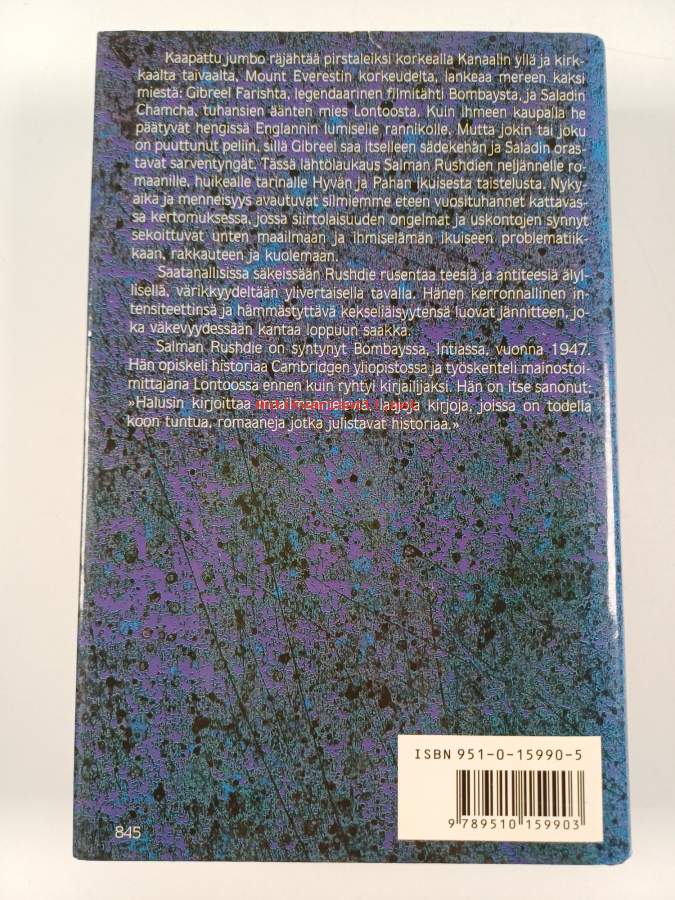 Kaapattu jumbo räjähtää pirstaleiksi korkealla Kanaalin yllä ja kirk-
kaalta taivaalta, Mount Everestin korkeudelta, lankeaa mereen kaksi
miestä: Gibreel Farishta, legendaarinen filmitähti Bombaysta, ja Saladin
Chamcha, tuhansien äänten mies Lontoosta. Kuin ihmeen kaupalla he
päätyvät hengissä Englannin lumiselle rannikolle. Mutta jokin tai joku
on puuttunut peliin, sillä Gibreel saa itselleen sädekehän ja Saladin oras-
tavat sarventyngät. Tässä lähtölaukaus Salman Rushdien neljännelle ro-
maanille, huikealle tarinalle Hyvän ja Pahan ikuisesta taistelusta. Nyky-
aika ja menneisyys avautuvat silmiemme eteen vuosituhannet kattavas-
sa kertomuksessa, jossa siirtolaisuuden ongelmat ja uskontojen synnyt
sekoittuvat unten maailmaan ja ihmiselämän ikuiseen problematiik-
kaan, rakkauteen ja kuolemaan.
Saatanallisissa säkeissään Rushdie rusentaa teesiä ja antiteesiä älyl-
lisellä, värikkyydeltään ylivertaisella tavalla. Hänen kerronnallinen in-
tensiteettinsä ja hämmästyttävä kekseliäisyytensä luovat jännitteen, jo-
ka väkevyydessään kantaa loppuun saakka.
Salman Rushdie on syntynyt Bombayssa, Intiassa, vuonna 1947.
Hän opiskeli historiaa Cambridgen yliopistossa ja työskenteli mainostoi-
mittajana Lontoossa ennen kuin ryhtyi kirjailijaksi. Hän on itse sanonut:
»Halusin kirjoittaa maailmanselityksiä, laajoja kirjoja, joissa on todella
koon tuntua, romaaneja jotka julistavat historiaa.»
ISBN 951-0-15990-5
9 789510 159903
845